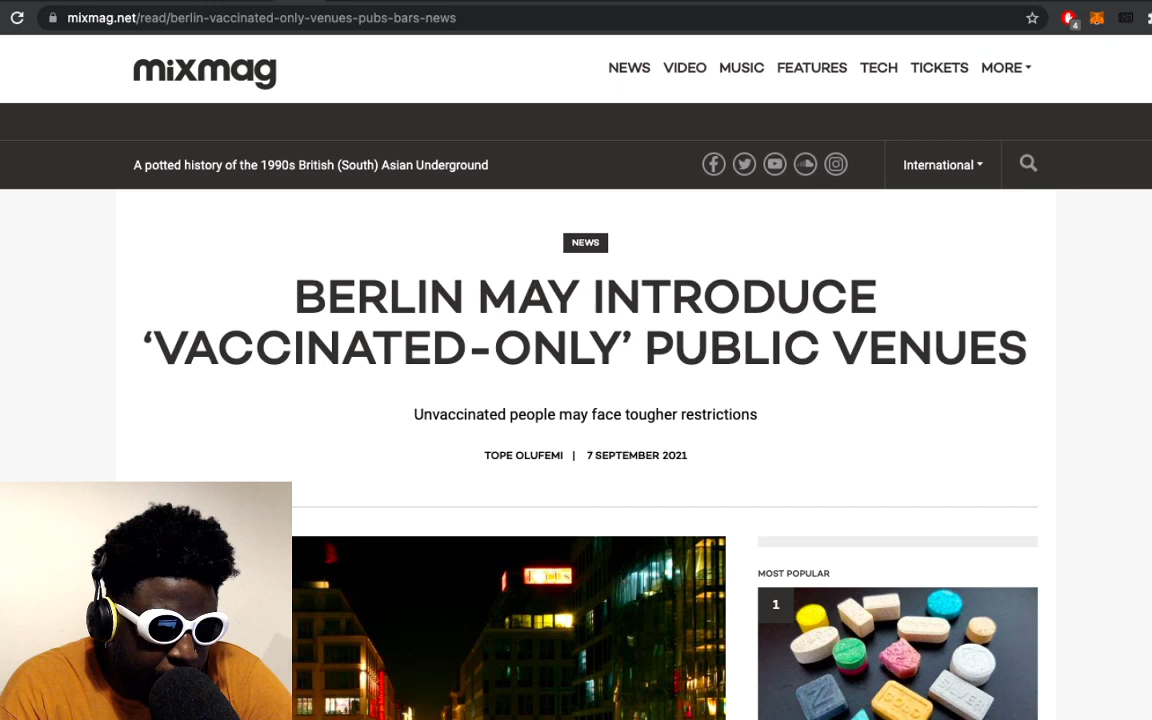 mixmag.net/read/berlin-vaccinated-only-venues-pubs-bars-news
4
mixmag
NEWS VIDEO MUSIC FEATURES TECH TICKETS MORE
A potted history of the 1990s British (South) Asian Underground
International
NEWS
BERLIN MAY INTRODUCE
‘VACCINATED-ONLY’ PUBLIC VENUES
Unvaccinated people may face tougher restrictions
TOPE OLUFEMI | 7 SEPTEMBER 2021
MOST POPULAR
1